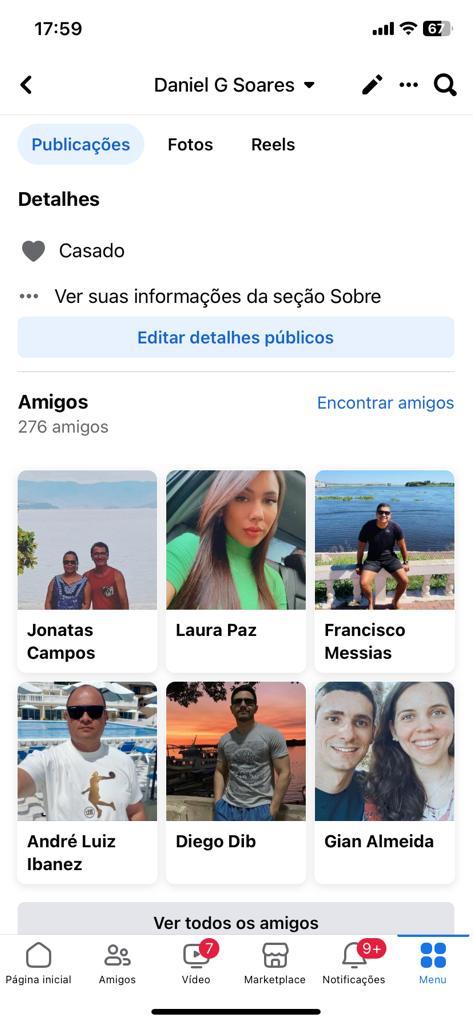 17:59
67
Daniel G Soares
Publicações Fotos Reels
Detalhes
Casado
Ver suas informações da seção Sobre
Editar detalhes públicos
Amigos
Encontrar amigos
276 amigos
Jonatas
Campos
Laura Paz
Francisco
Messias
André Luiz
Ibanez
Diego Dib
Gian Almeida
Ver todos os amigos
7
9+
Página inicial Amigos Vídeo Marketplace Notificações Menu